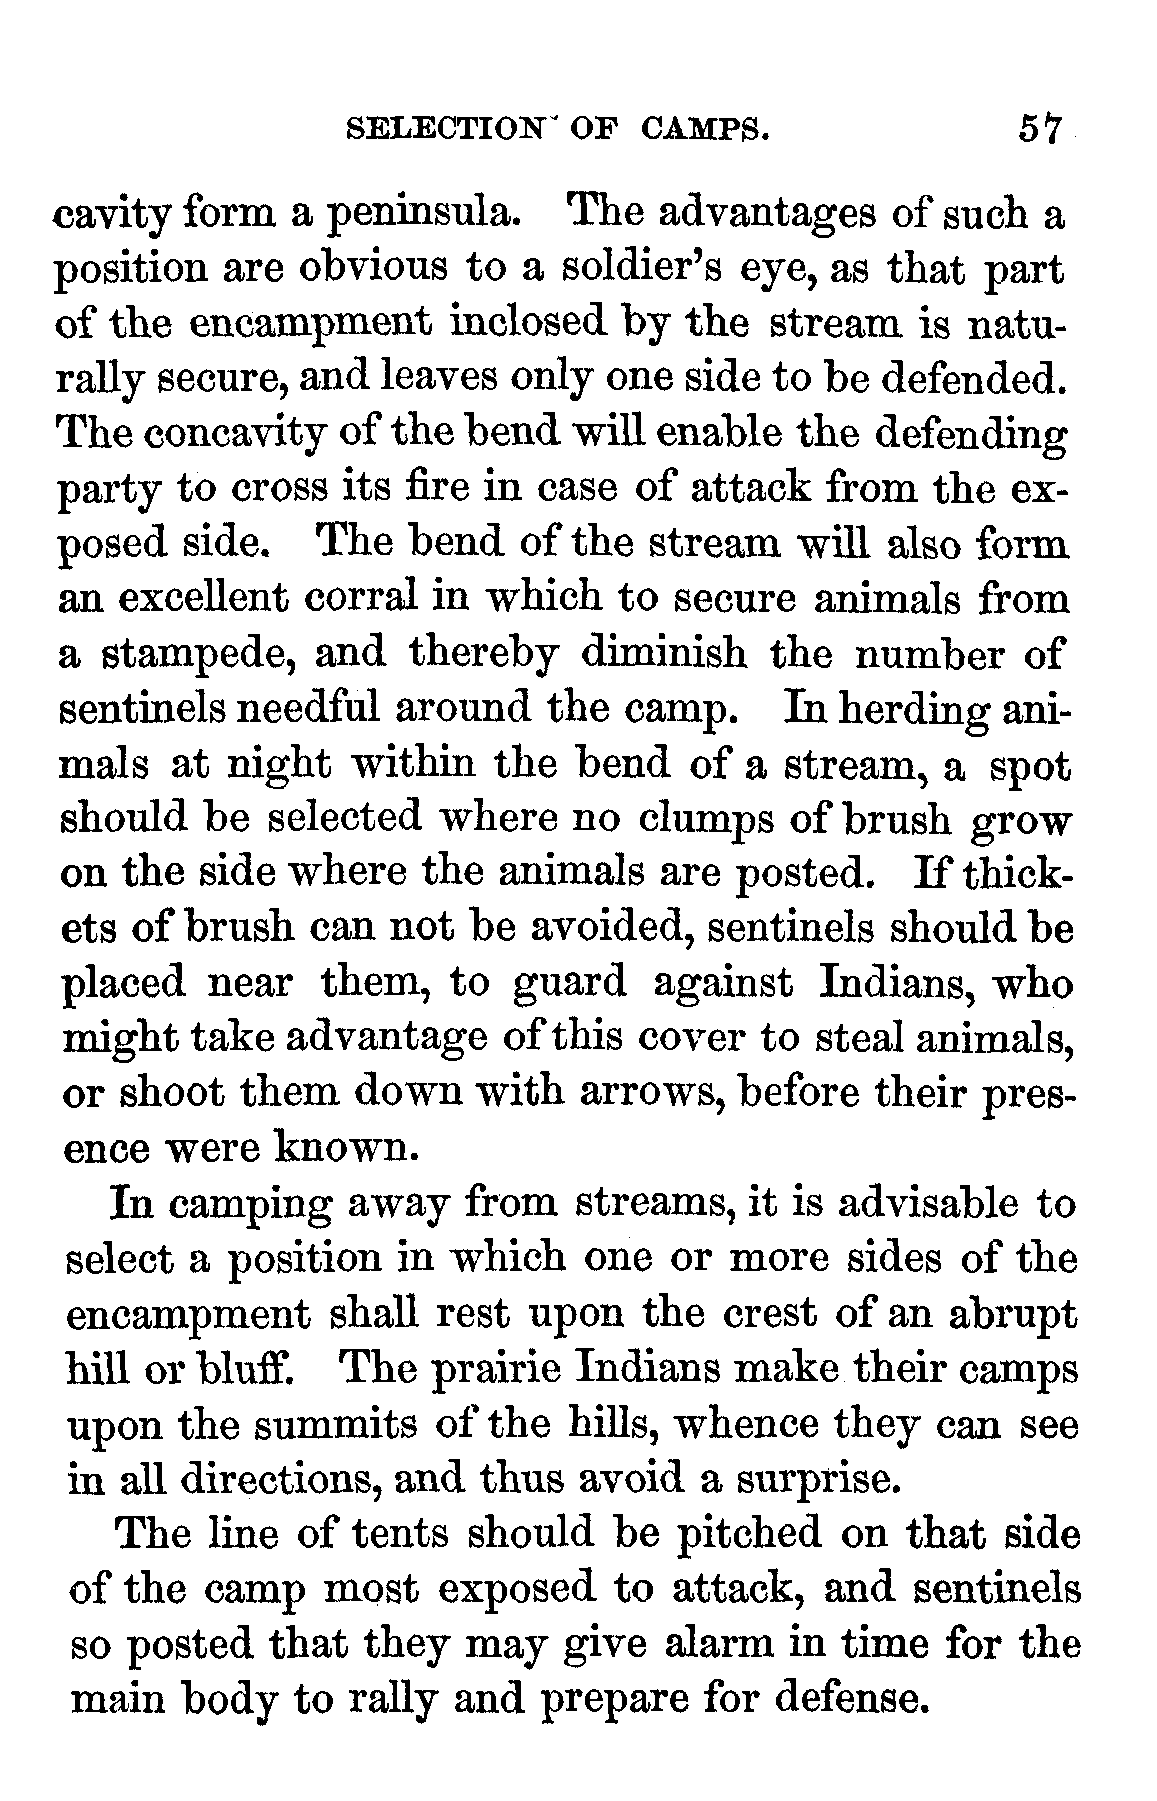 SELECTION OF CAMPS. 57
cavity form a peninsula. The advantages of such a
position are obvious to a soldier's eye, as that part
of the encampment inclosed by the stream is natu-
rally secure, and leaves only one side to be defended.
The concavity of the bend will enable the defending
party to cross its fire in case of attack from the ex-
posed side. The bend of the stream will also form
an excellent corral in which to secure animals from
a stampede, and thereby diminish the number of
sentinels needful around the camp. In herding ani-
mals at night within the bend of a stream, a spot
should be selected where no clumps of brush grow
on the side where the animals are posted. If thick-
ets of brush can not be avoided, sentinels should be
placed near them, to guard against Indians, who
might take advantage of this cover to steal animals,
or shoot them down with arrows, before their pres-
ence were known.
In camping away from streams, it is advisable to
select a position in which one or more sides of the
encampment shall rest upon the crest of an abrupt
hill or bluff. The prairie Indians make their camps
upon the summits of the hills, whence they can see
in all directions, and thus avoid a surprise.
The line of tents should be pitched on that side
of the camp most exposed to attack, and sentinels
so posted that they may give alarm in time for the
main body to rally and prepare for defense.